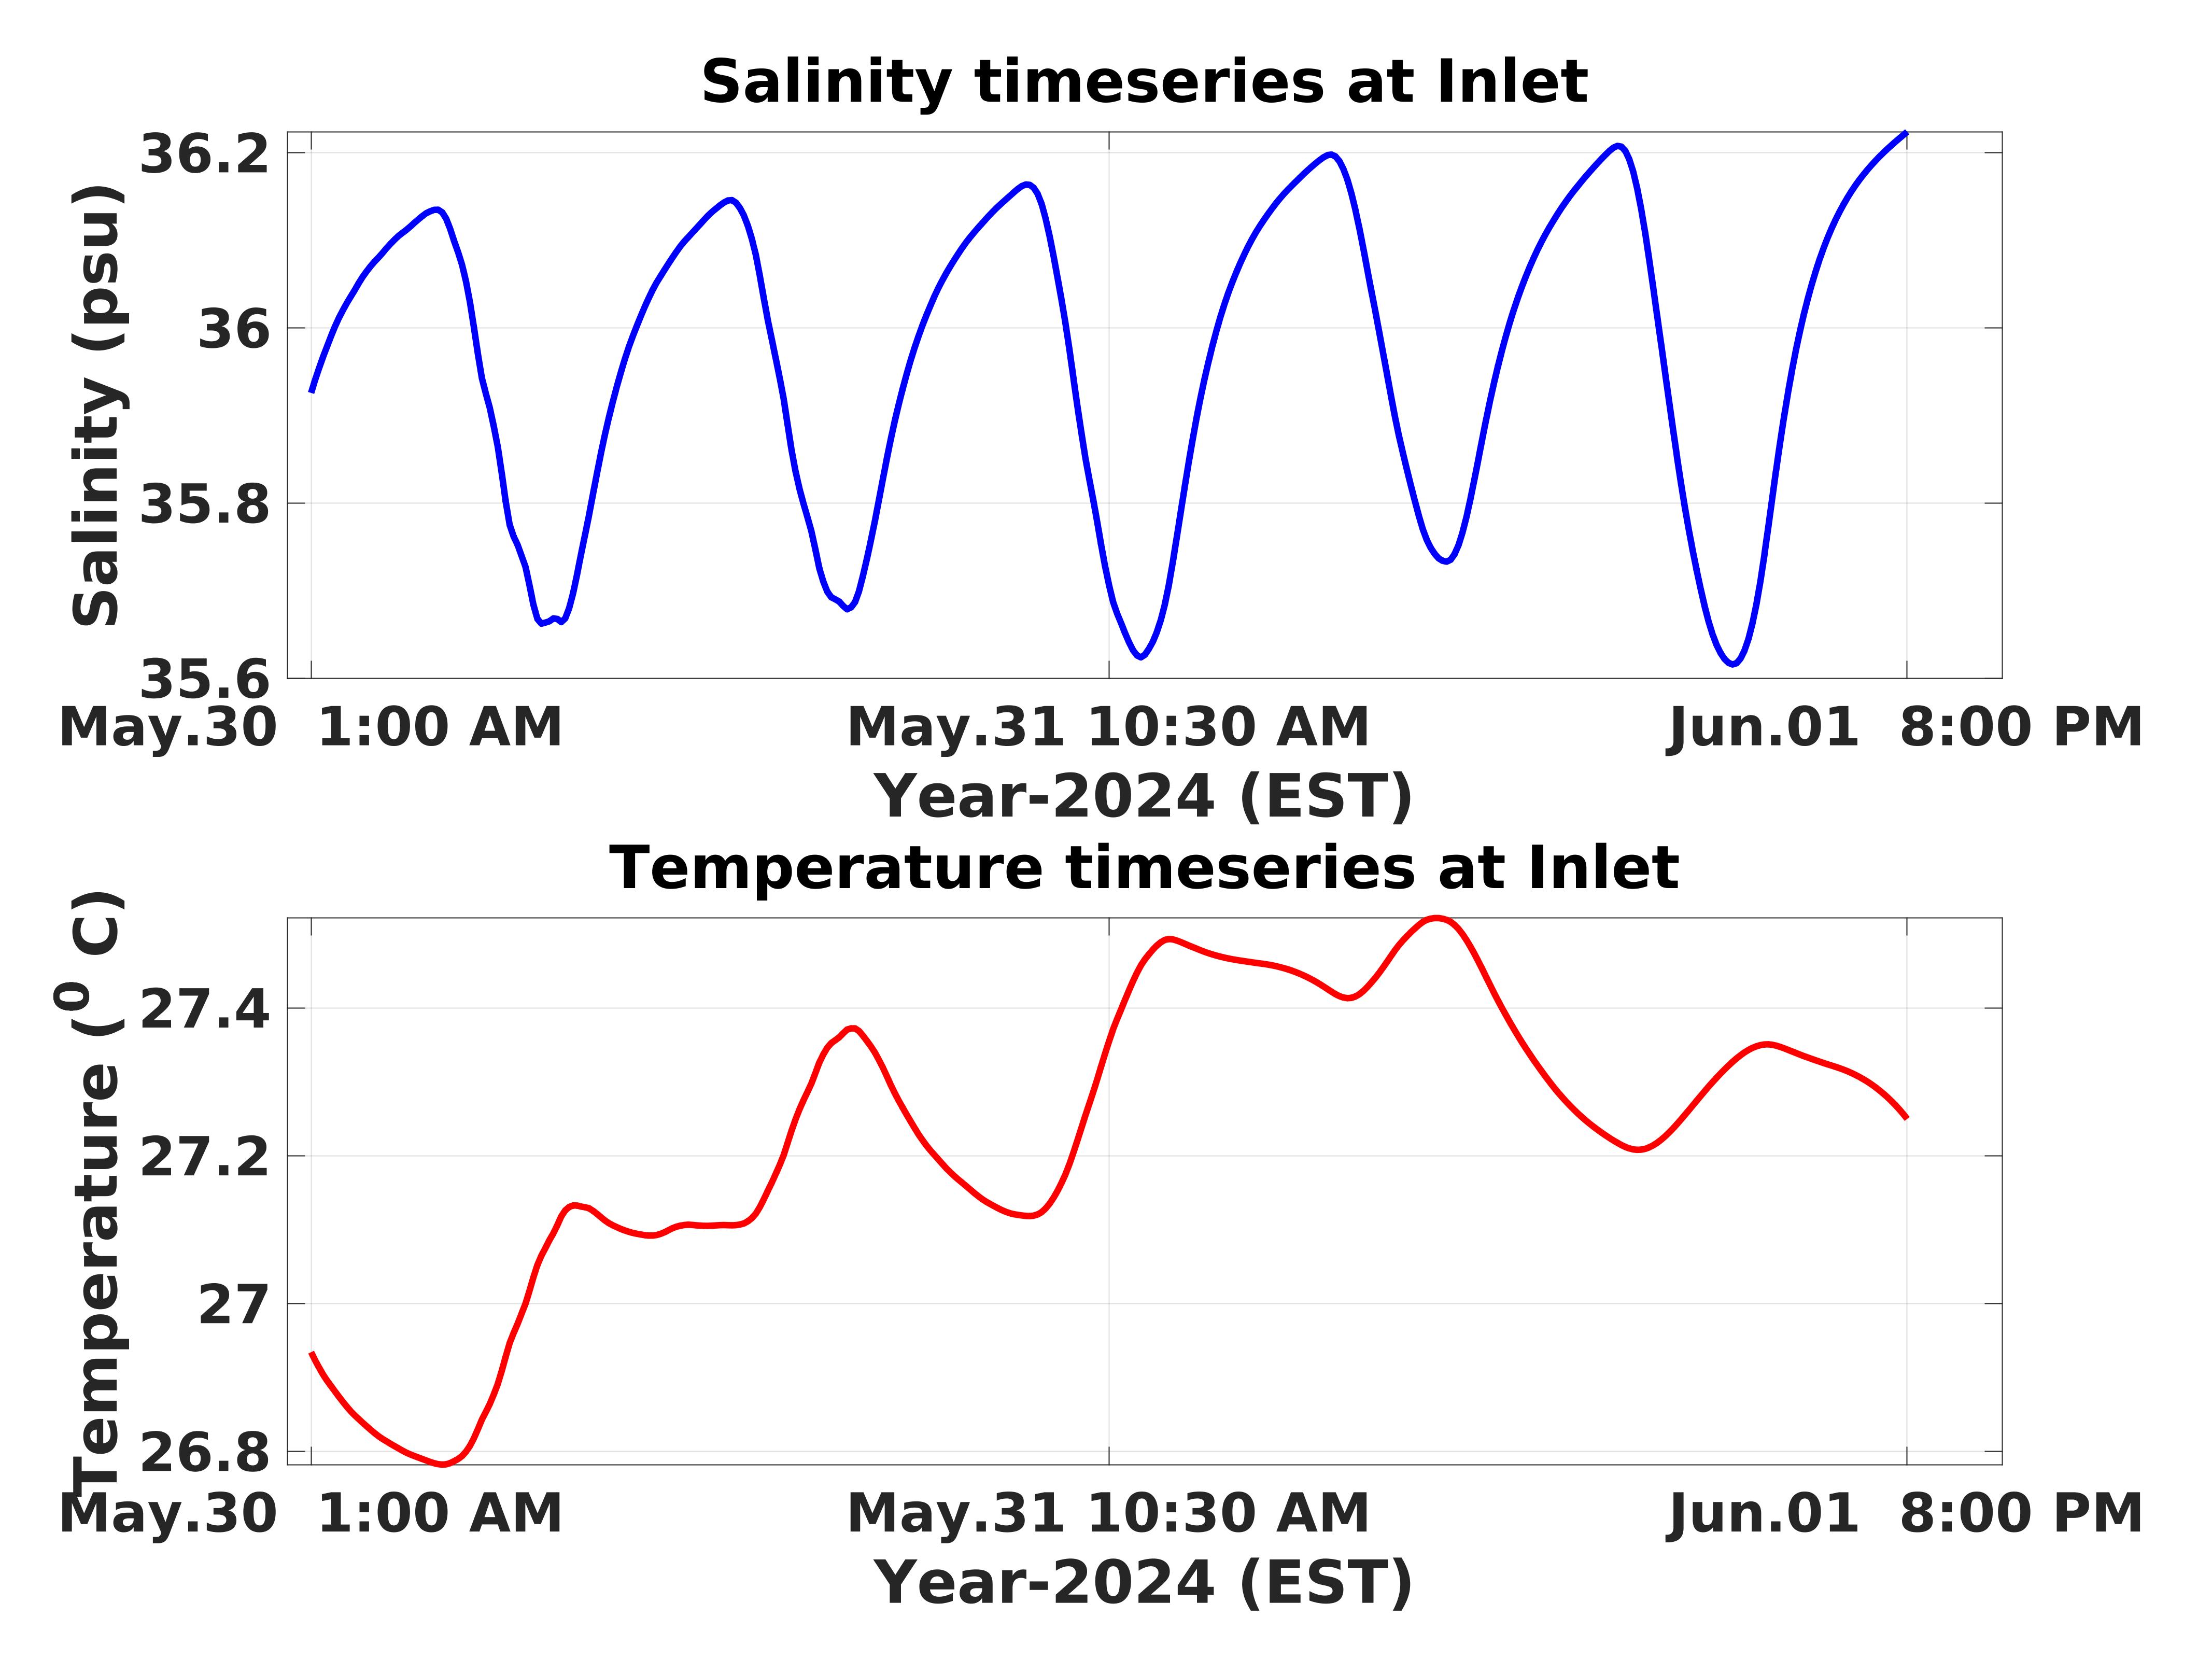 Salinity timeseries at Inlet
Salinity (psu)
36.2
36
35.8
35.6
May.30  1:00 AM
May.31 10:30 AM
Jun.01  8:00 PM
Year-2024 (EST)
Temperature timeseries at Inlet
Temperature (⁰ C)
27.4
27.2
27
26.8
May.30  1:00 AM
May.31 10:30 AM
Jun.01  8:00 PM
Year-2024 (EST)